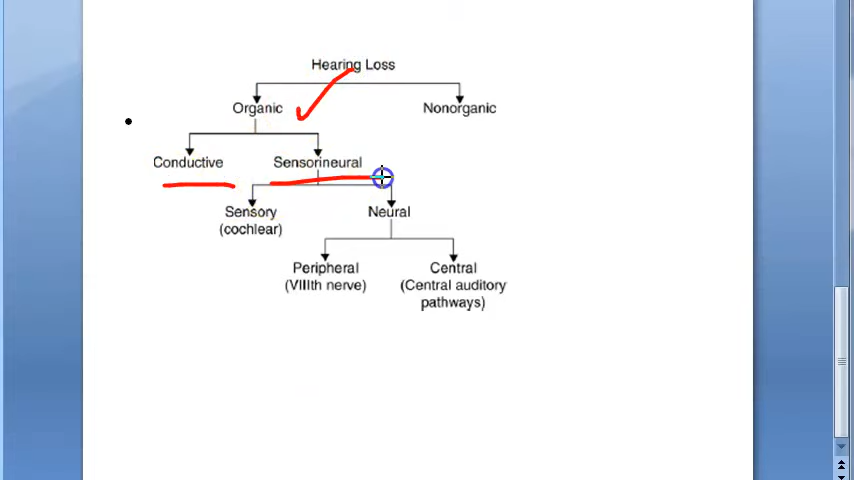 Hearing Loss
Organic
Nonorganic
Conductive
Sensorineural
Sensory
(cochlear)
Neural
Peripheral
(VIIIth nerve)
Central
(Central auditory
pathways)